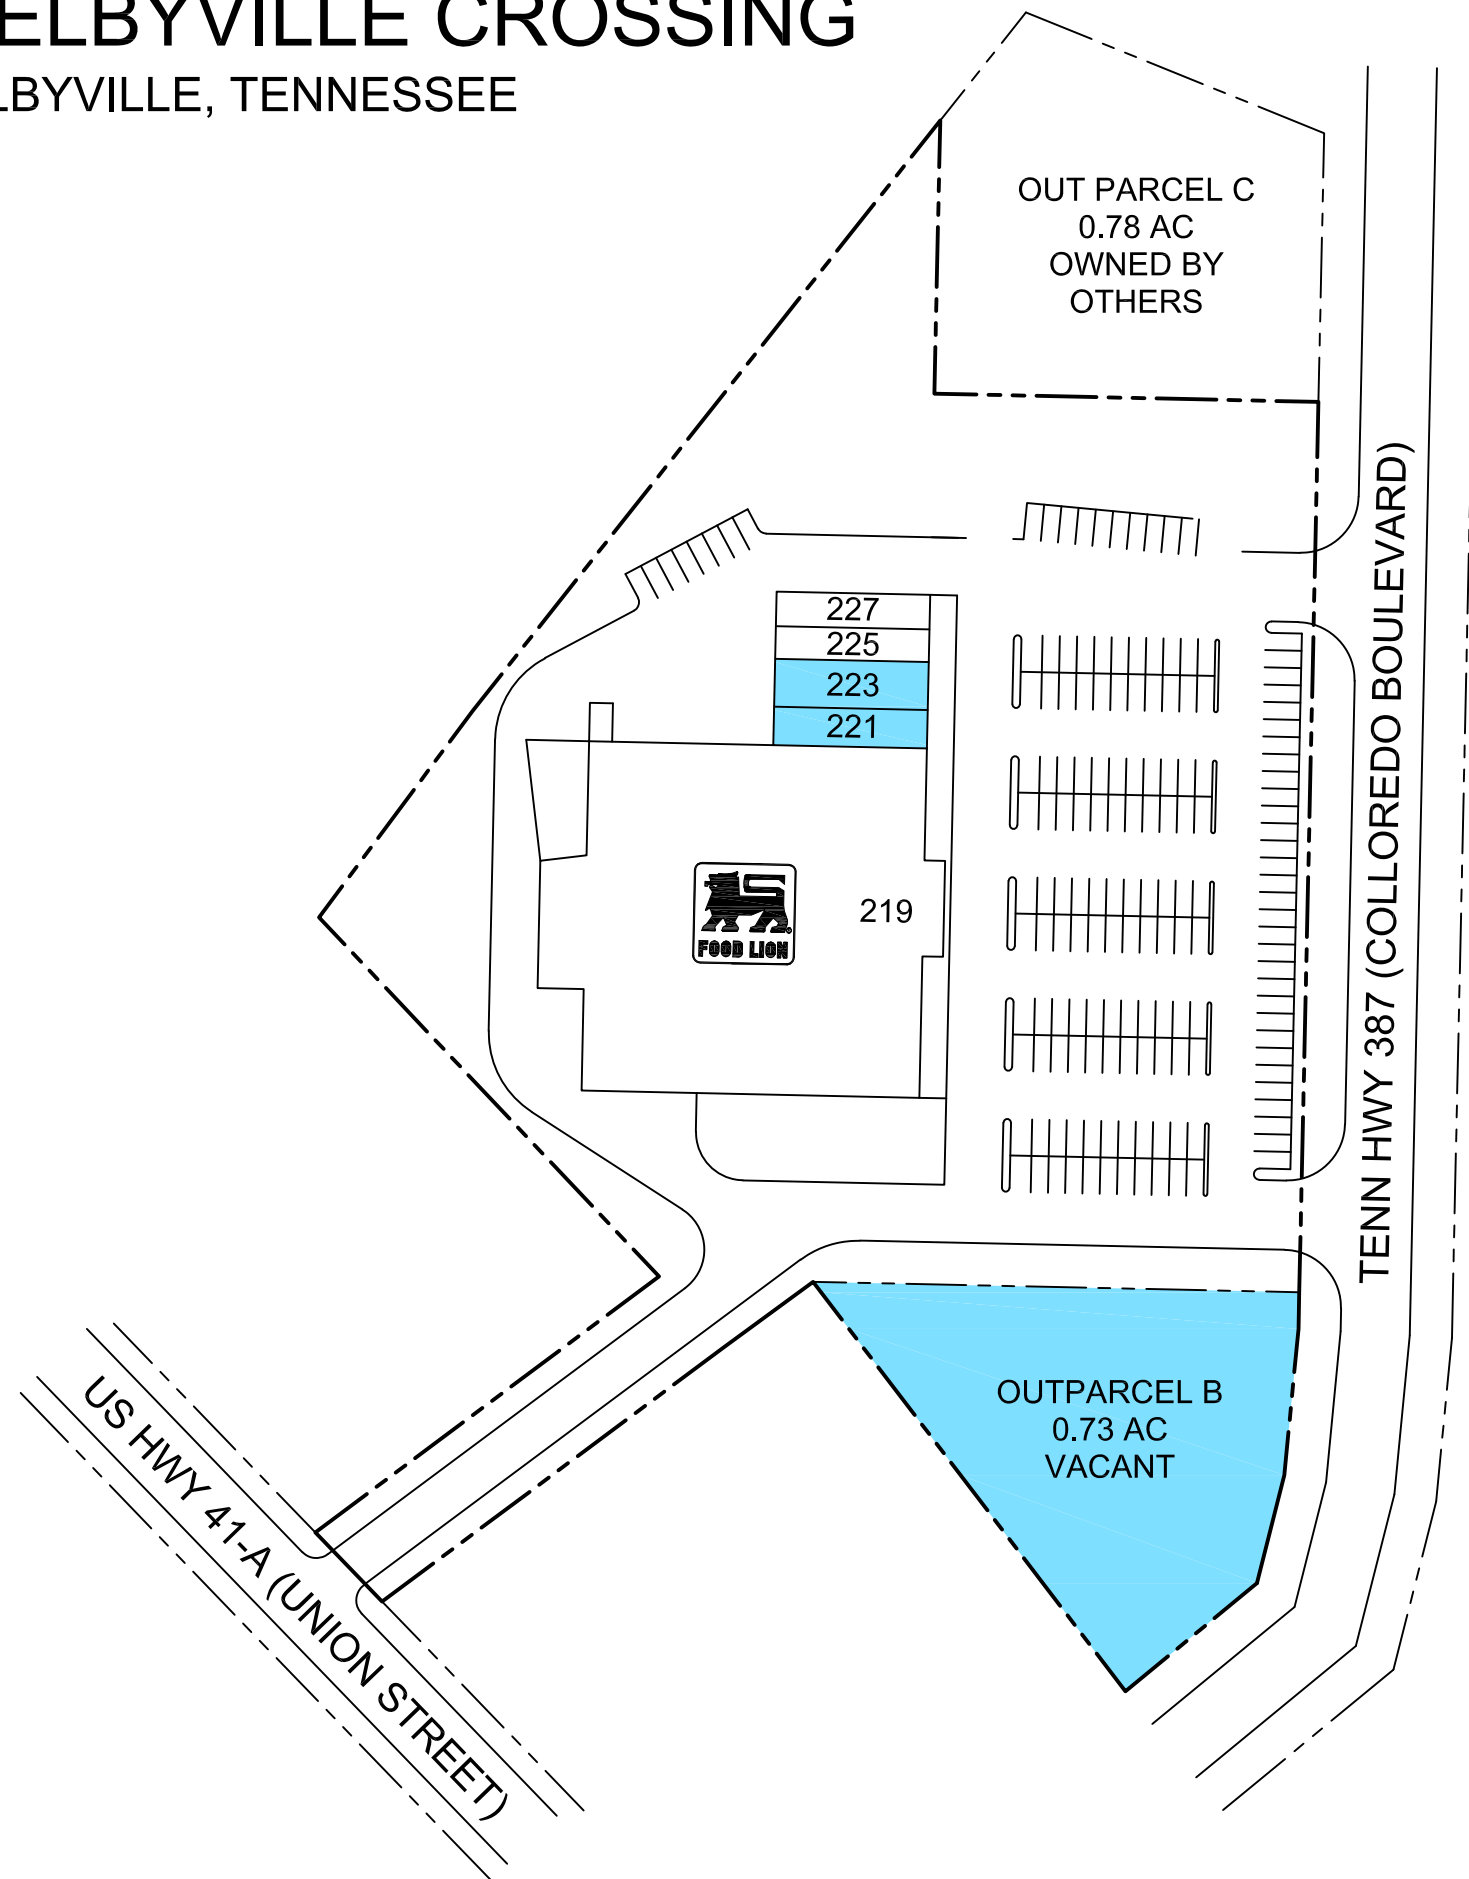 ELBYVILLE CROSSING
LBYVILLE, TENNESSEE
OUT PARCEL C
0.78 AC
OWNED BY
OTHERS
227
225
223
221
219
FOOD LION
TENN HWY 387 (COLLOREDO BOULEVARD)
OUTPARCEL B
0.73 AC
VACANT
US HWY 41-A (UNION STREET)